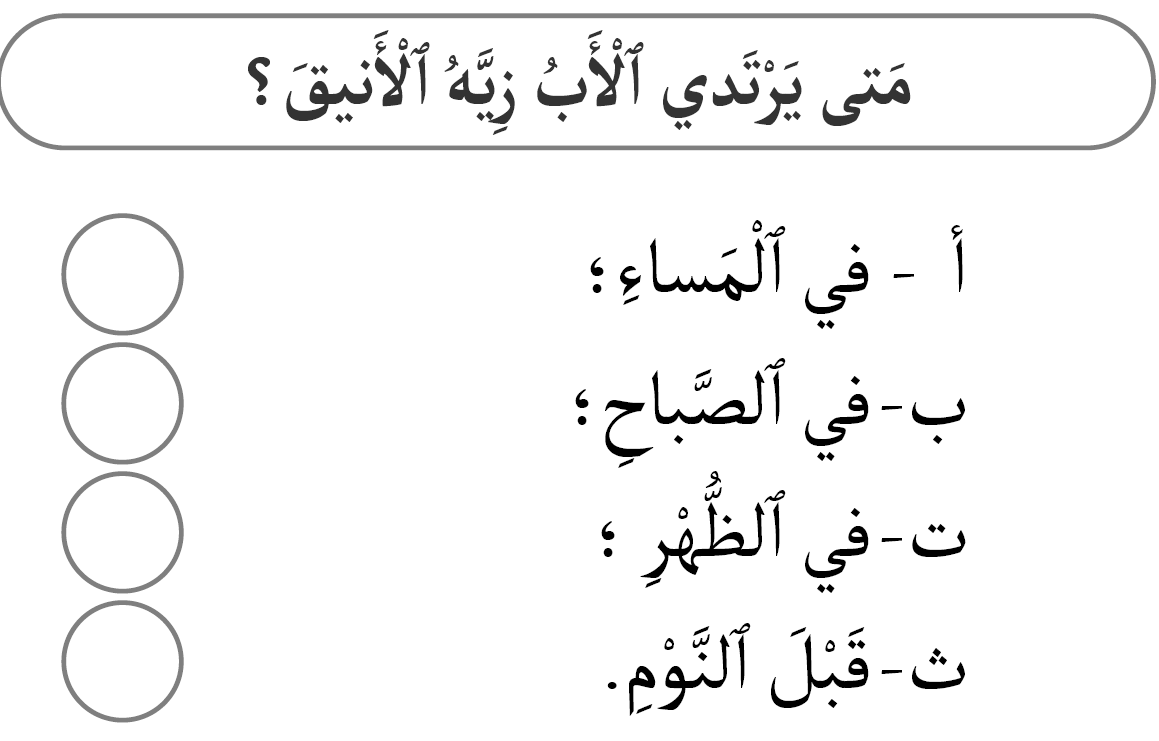 مَتى يَرْتَدي ٱلْأَبُ زِيَّهُ ٱلْأَنيقَ ؟
أ - في ٱلْمَساءِ ؛
ب- في ٱلصَّباحِ ؛
ت- في ٱلظُّهْرِ ؛
ث- قَبْلَ ٱلنَّوْمِ.